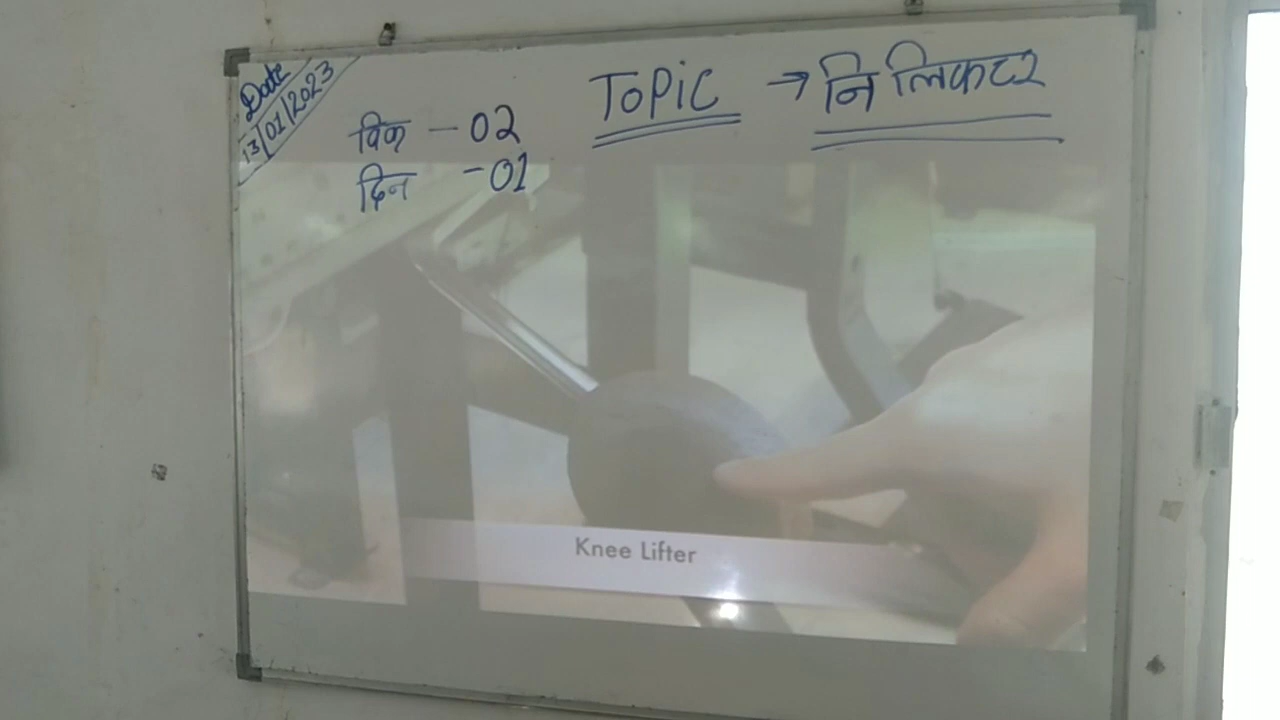 Date
13/01/2023
विक - 02
दिन - 01
Topic → नि लिफटर
Knee Lifter